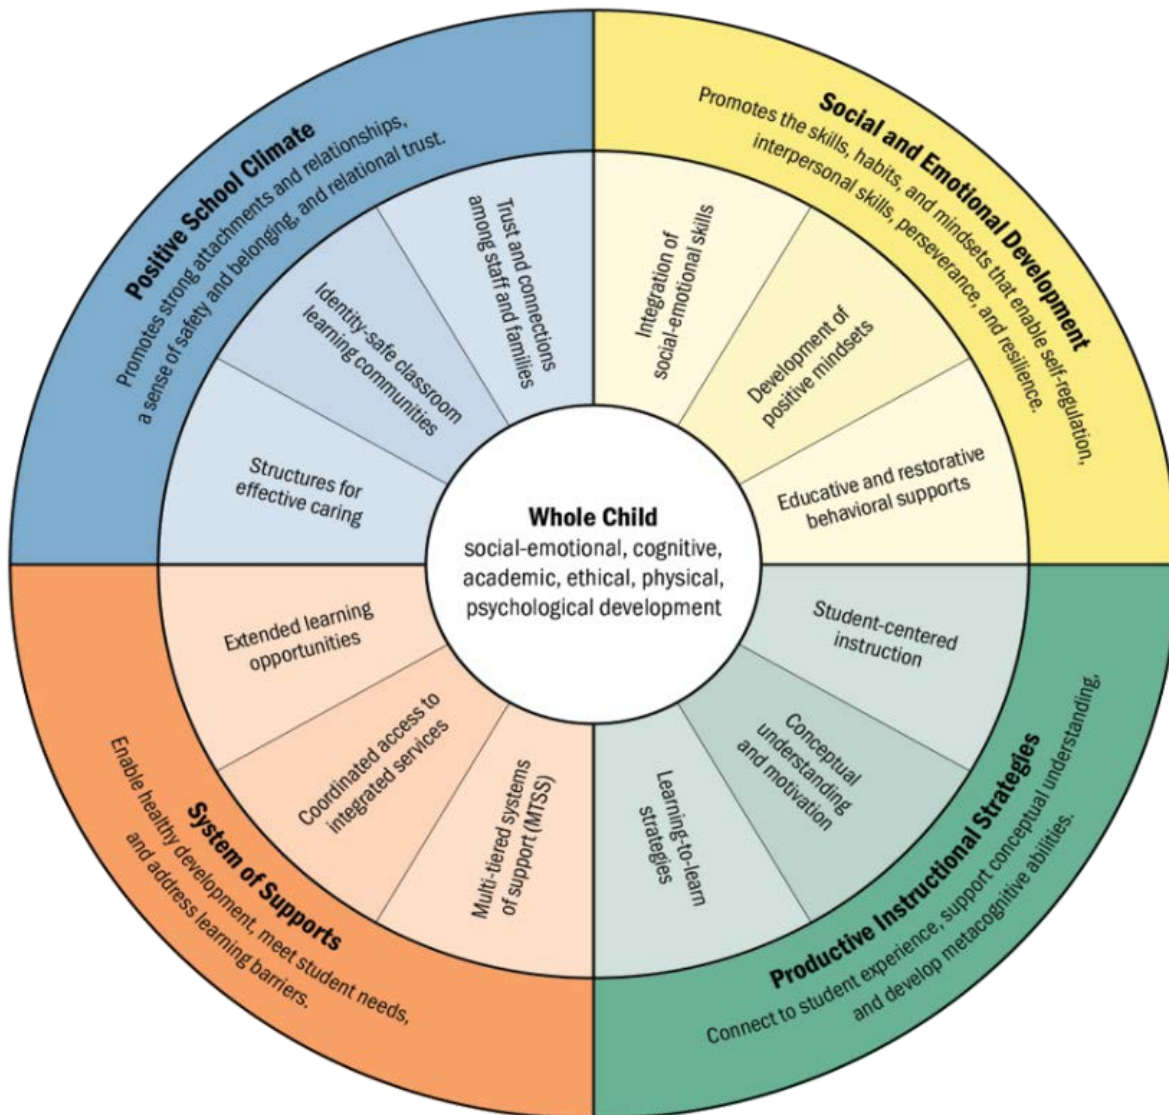 Positive School Climate
Promotes strong attachments and relationships,
a sense of safety and belonging, and relational trust.
Structures for
effective caring
Identity-safe classroom
learning communities
Trust and connections
among staff and families
Social and Emotional Development
Promotes the skills, habits, and mindsets that enable self-regulation,
interpersonal skills, perseverance, and resilience.
Integration of
social-emotional skills
Development of
positive mindsets
Educative and restorative
behavioral supports
Whole Child
social-emotional, cognitive,
academic, ethical, physical,
psychological development
Student-centered
instruction
Conceptual
understanding
and motivation
Learning-to-learn
strategies
Productive Instructional Strategies
Connect to student experience, support conceptual understanding,
and develop metacognitive abilities.
Extended learning
opportunities
Coordinated access to
integrated services
Multi-tiered systems
of support (MTSS)
System of Supports
Enable healthy development, meet student needs,
and address learning barriers.